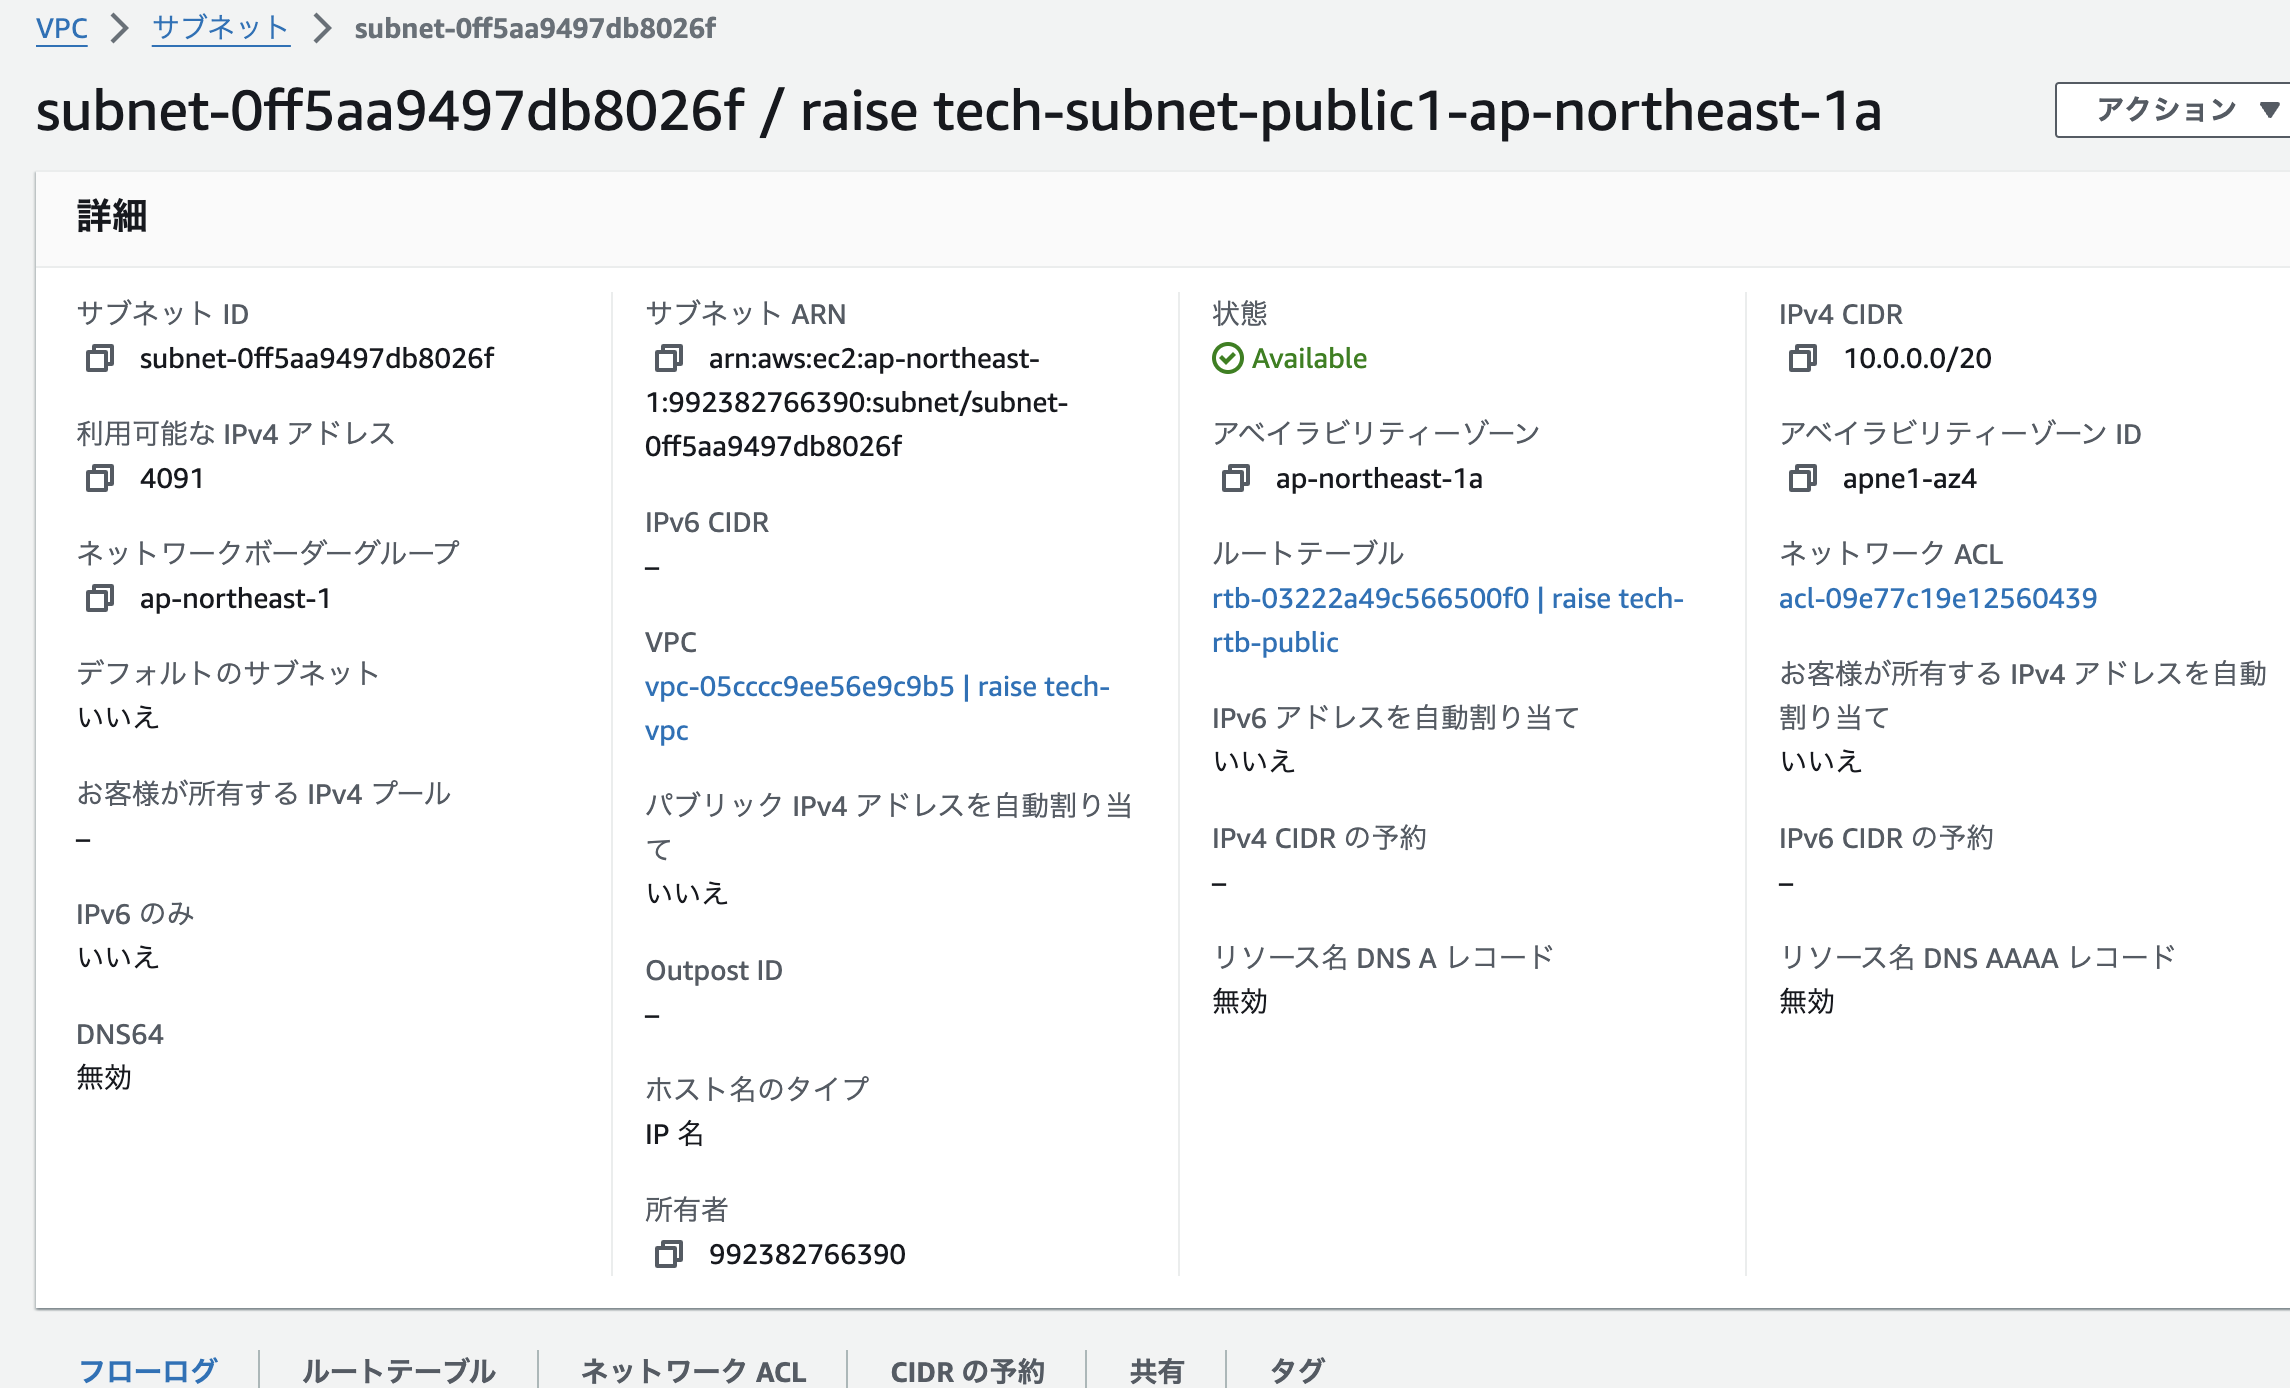 VPC > サブネット > subnet-0ff5aa9497db8026f
subnet-0ff5aa9497db8026f / raise tech-subnet-public1-ap-northeast-1a
アクション ▼
詳細
サブネット ID
subnet-0ff5aa9497db8026f
利用可能な IPv4 アドレス
4091
ネットワークボーダーグループ
ap-northeast-1
デフォルトのサブネット
いいえ
お客様が所有する IPv4 プール
–
IPv6 のみ
いいえ
DNS64
無効
サブネット ARN
arn:aws:ec2:ap-northeast-
1:992382766390:subnet/subnet-
0ff5aa9497db8026f
IPv6 CIDR
–
VPC
vpc-05cccc9ee56e9c9b5 | raise tech-
vpc
パブリック IPv4 アドレスを自動割り当
て
いいえ
Outpost ID
–
ホスト名のタイプ
IP 名
所有者
992382766390
状態
Available
アベイラビリティーゾーン
ap-northeast-1a
ルートテーブル
rtb-03222a49c566500f0 | raise tech-
rtb-public
IPv6 アドレスを自動割り当て
いいえ
IPv4 CIDR の予約
–
リソース名 DNS A レコード
無効
IPv4 CIDR
10.0.0.0/20
アベイラビリティーゾーン ID
apne1-az4
ネットワーク ACL
acl-09e77c19e12560439
お客様が所有する IPv4 アドレスを自動
割り当て
いいえ
IPv6 CIDR の予約
–
リソース名 DNS AAAA レコード
無効
フローログ
ルートテーブル
ネットワーク ACL
CIDR の予約
共有
タグ